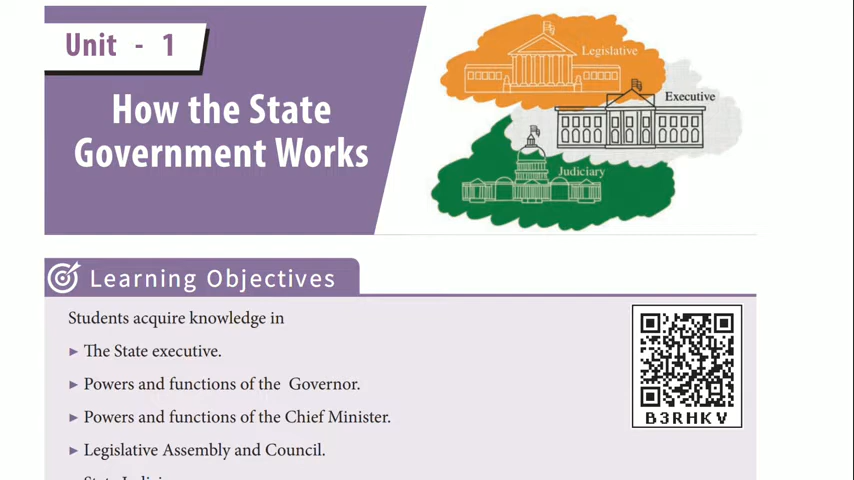 Unit - 1
How the State
Government Works
Legislative
Executive
Judiciary
Learning Objectives
Students acquire knowledge in
► The State executive.
► Powers and functions of the Governor.
► Powers and functions of the Chief Minister.
► Legislative Assembly and Council.
B3RHKV